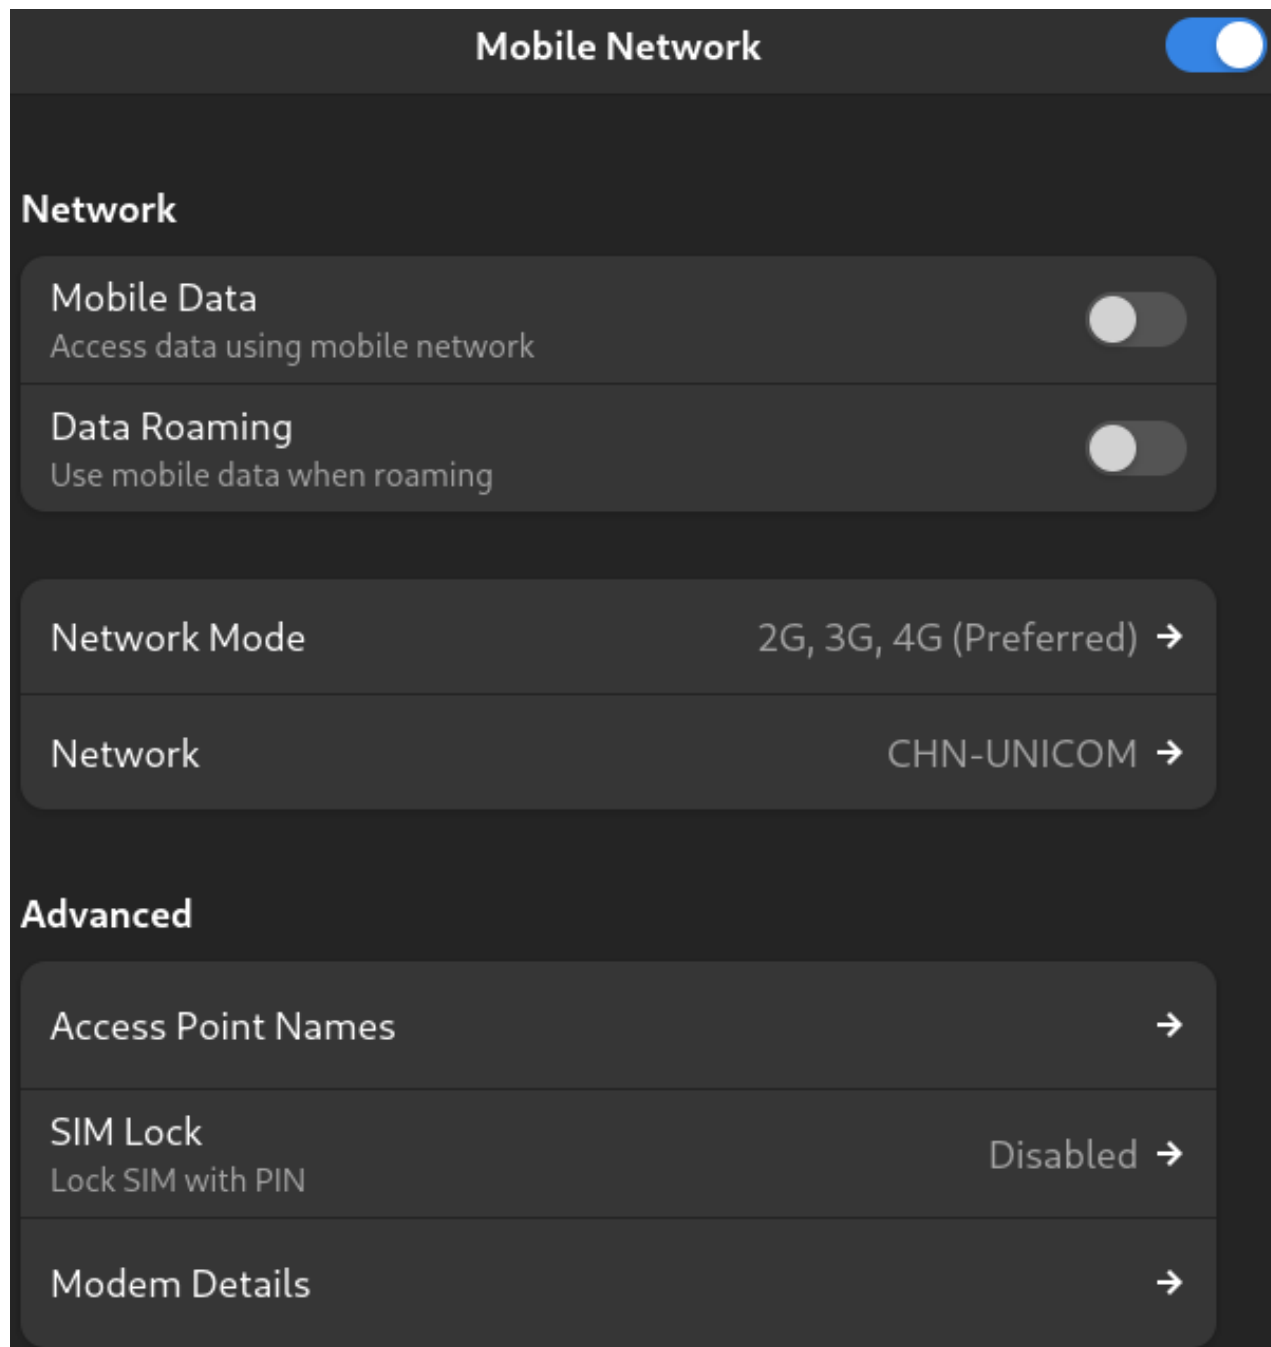 Mobile Network
Network
Mobile Data
Access data using mobile network
Data Roaming
Use mobile data when roaming
Network Mode 2G, 3G, 4G (Preferred)
Network CHN-UNICOM
Advanced
Access Point Names
SIM Lock
Lock SIM with PIN
Disabled
Modem Details